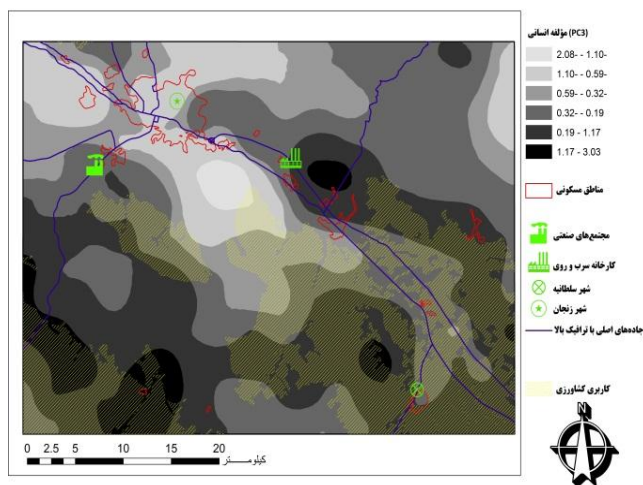 مؤلفه انسانی (PC3)
2.08- - 1.10-
1.10- - 0.59-
0.59- - 0.32-
0.32- - 0.19
0.19 - 1.17
1.17 - 3.03
مناطق مسکونی
مجتمع‌های صنعتی
کارخانه سرب و روی
شهر سلطانیه
شهر زنجان
جاده‌های اصلی با ترافیک بالا
کاربری کشاورزی
N
0 2.5 5 10 15 20
کیلومتر